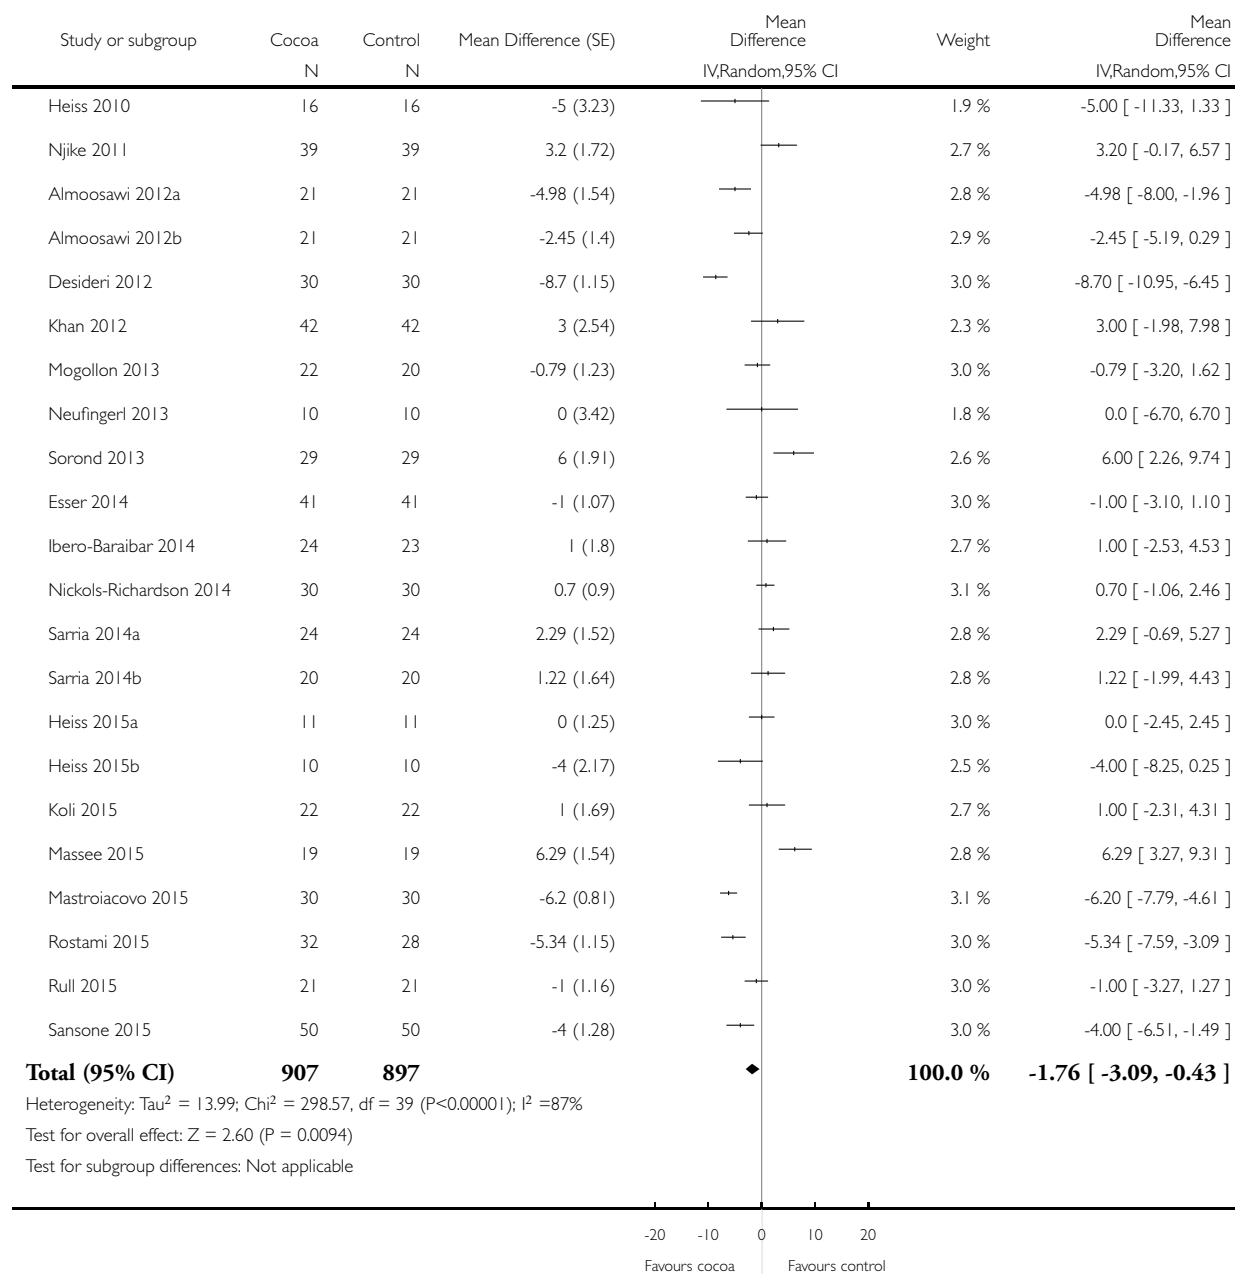 Mean Mean
Study or subgroup Cocoa Control Mean Difference (SE) Difference Weight Difference
N N IV,Random,95% CI IV,Random,95% CI
Heiss 2010 16 16 -5 (3.23) 1.9 % -5.00 [ -11.33, 1.33 ]
Njike 2011 39 39 3.2 (1.72) 2.7 % 3.20 [ -0.17, 6.57 ]
Almoosawi 2012a 21 21 -4.98 (1.54) 2.8 % -4.98 [ -8.00, -1.96 ]
Almoosawi 2012b 21 21 -2.45 (1.4) 2.9 % -2.45 [ -5.19, 0.29 ]
Desideri 2012 30 30 -8.7 (1.15) 3.0 % -8.70 [ -10.95, -6.45 ]
Khan 2012 42 42 3 (2.54) 2.3 % 3.00 [ -1.98, 7.98 ]
Mogollon 2013 22 20 -0.79 (1.23) 3.0 % -0.79 [ -3.20, 1.62 ]
Neufingerl 2013 10 10 0 (3.42) 1.8 % 0.0 [ -6.70, 6.70 ]
Sorond 2013 29 29 6 (1.91) 2.6 % 6.00 [ 2.26, 9.74 ]
Esser 2014 41 41 -1 (1.07) 3.0 % -1.00 [ -3.10, 1.10 ]
Ibero-Baraibar 2014 24 23 1 (1.8) 2.7 % 1.00 [ -2.53, 4.53 ]
Nickols-Richardson 2014 30 30 0.7 (0.9) 3.1 % 0.70 [ -1.06, 2.46 ]
Sarria 2014a 24 24 2.29 (1.52) 2.8 % 2.29 [ -0.69, 5.27 ]
Sarria 2014b 20 20 1.22 (1.64) 2.8 % 1.22 [ -1.99, 4.43 ]
Heiss 2015a 11 11 0 (1.25) 3.0 % 0.0 [ -2.45, 2.45 ]
Heiss 2015b 10 10 -4 (2.17) 2.5 % -4.00 [ -8.25, 0.25 ]
Koli 2015 22 22 1 (1.69) 2.7 % 1.00 [ -2.31, 4.31 ]
Massee 2015 19 19 6.29 (1.54) 2.8 % 6.29 [ 3.27, 9.31 ]
Mastroiacovo 2015 30 30 -6.2 (0.81) 3.1 % -6.20 [ -7.79, -4.61 ]
Rostami 2015 32 28 -5.34 (1.15) 3.0 % -5.34 [ -7.59, -3.09 ]
Rull 2015 21 21 -1 (1.16) 3.0 % -1.00 [ -3.27, 1.27 ]
Sansone 2015 50 50 -4 (1.28) 3.0 % -4.00 [ -6.51, -1.49 ]
Total (95% CI) 907 897 100.0 % -1.76 [ -3.09, -0.43 ]
Heterogeneity: Tau² = 13.99; Chi² = 298.57, df = 39 (P<0.00001); I² =87%
Test for overall effect: Z = 2.60 (P = 0.0094)
Test for subgroup differences: Not applicable
-20 -10 0 10 20
Favours cocoa Favours control